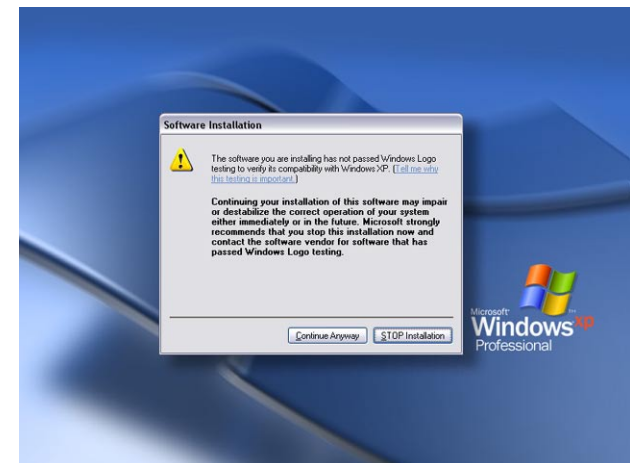 Software Installation
The software you are installing has not passed Windows Logo
testing to verify its compatibility with Windows XP. (Tell me why
this testing is important.)
Continuing your installation of this software may impair
or destabilize the correct operation of your system
either immediately or in the future. Microsoft strongly
recommends that you stop this installation now and
contact the software vendor for software that has
passed Windows Logo testing.
Continue Anyway
STOP Installation
Microsoft
Windows xp
Professional